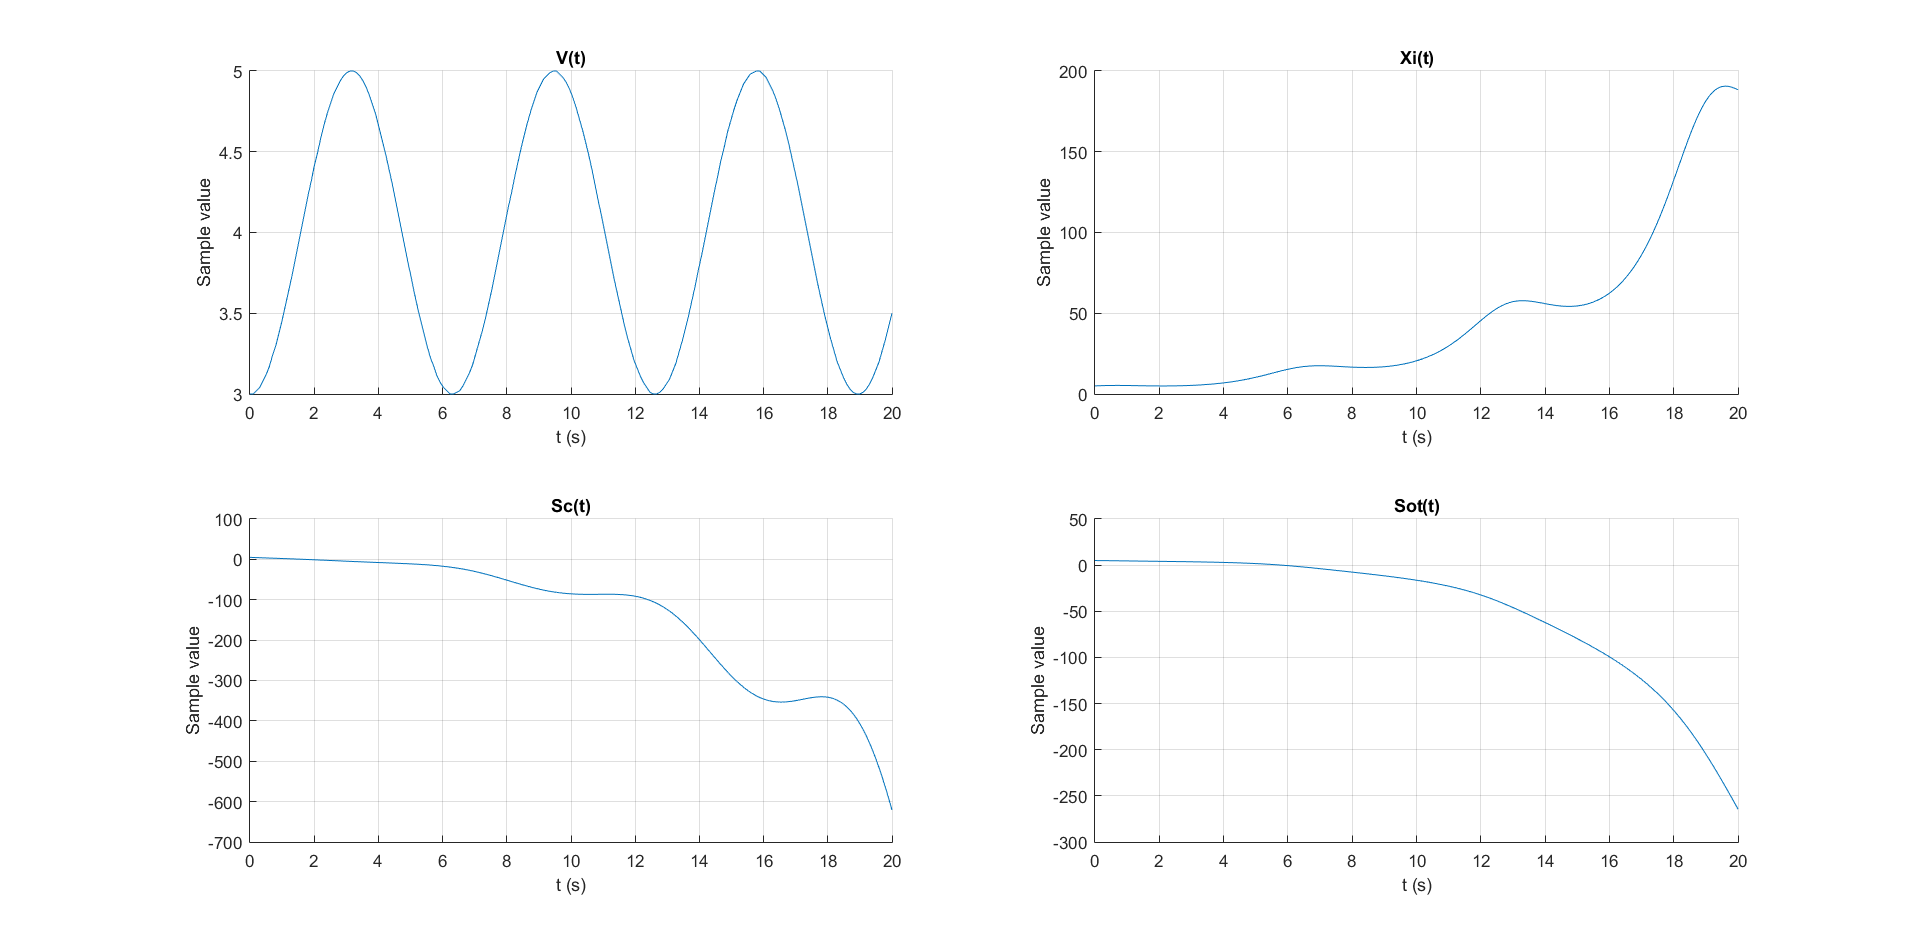 V(t)
5
4.5
4
3.5
3
Sample value
0 2 4 6 8 10 12 14 16 18 20
t (s)
Xi(t)
200
150
100
50
0
Sample value
0 2 4 6 8 10 12 14 16 18 20
t (s)
Sc(t)
100
0
-100
-200
-300
-400
-500
-600
-700
Sample value
0 2 4 6 8 10 12 14 16 18 20
t (s)
Sot(t)
50
0
-50
-100
-150
-200
-250
-300
Sample value
0 2 4 6 8 10 12 14 16 18 20
t (s)